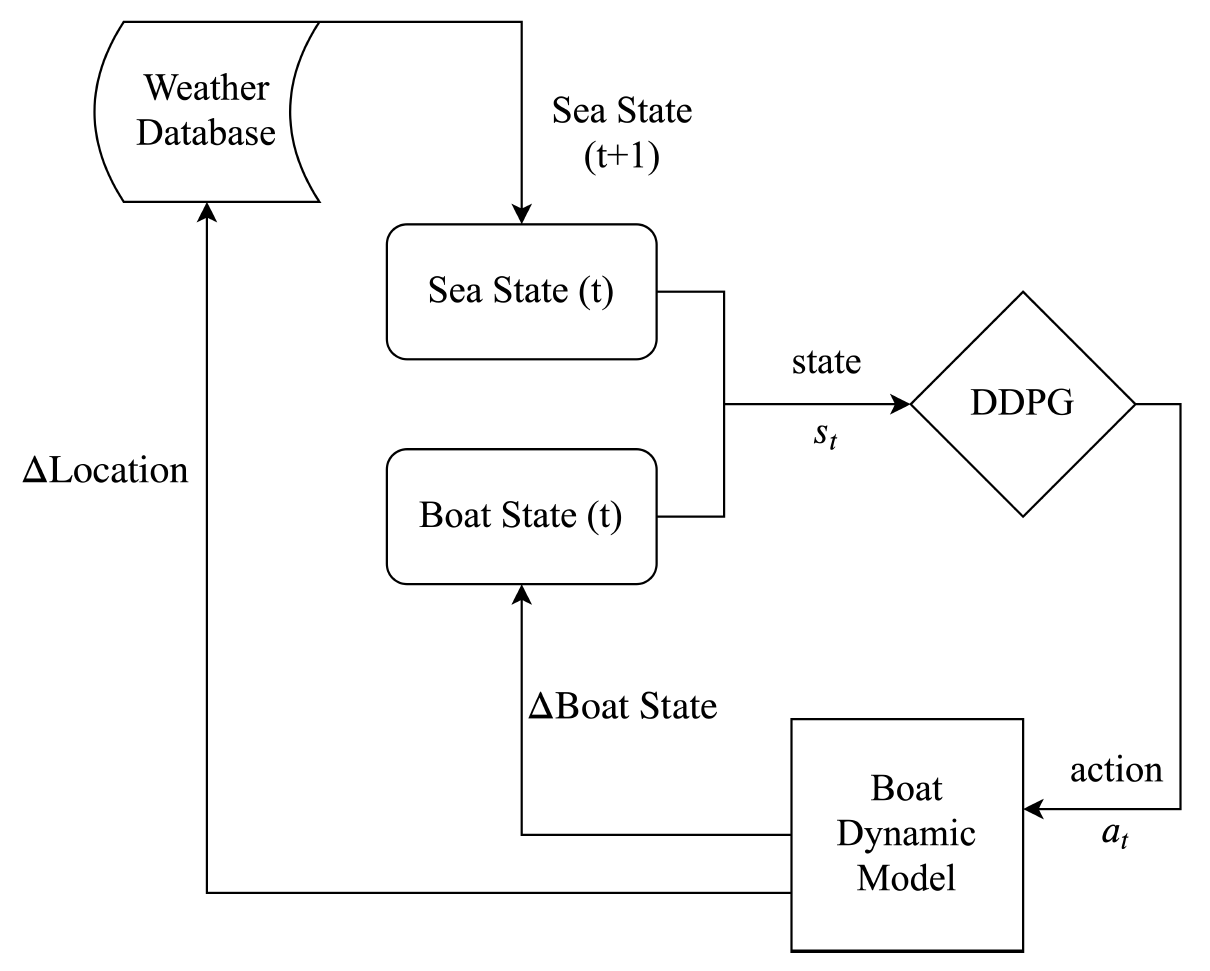 Weather
Database
Sea State
(t+1)
Sea State (t)
state
s_t
DDPG
ΔLocation
Boat State (t)
ΔBoat State
action
a_t
Boat
Dynamic
Model